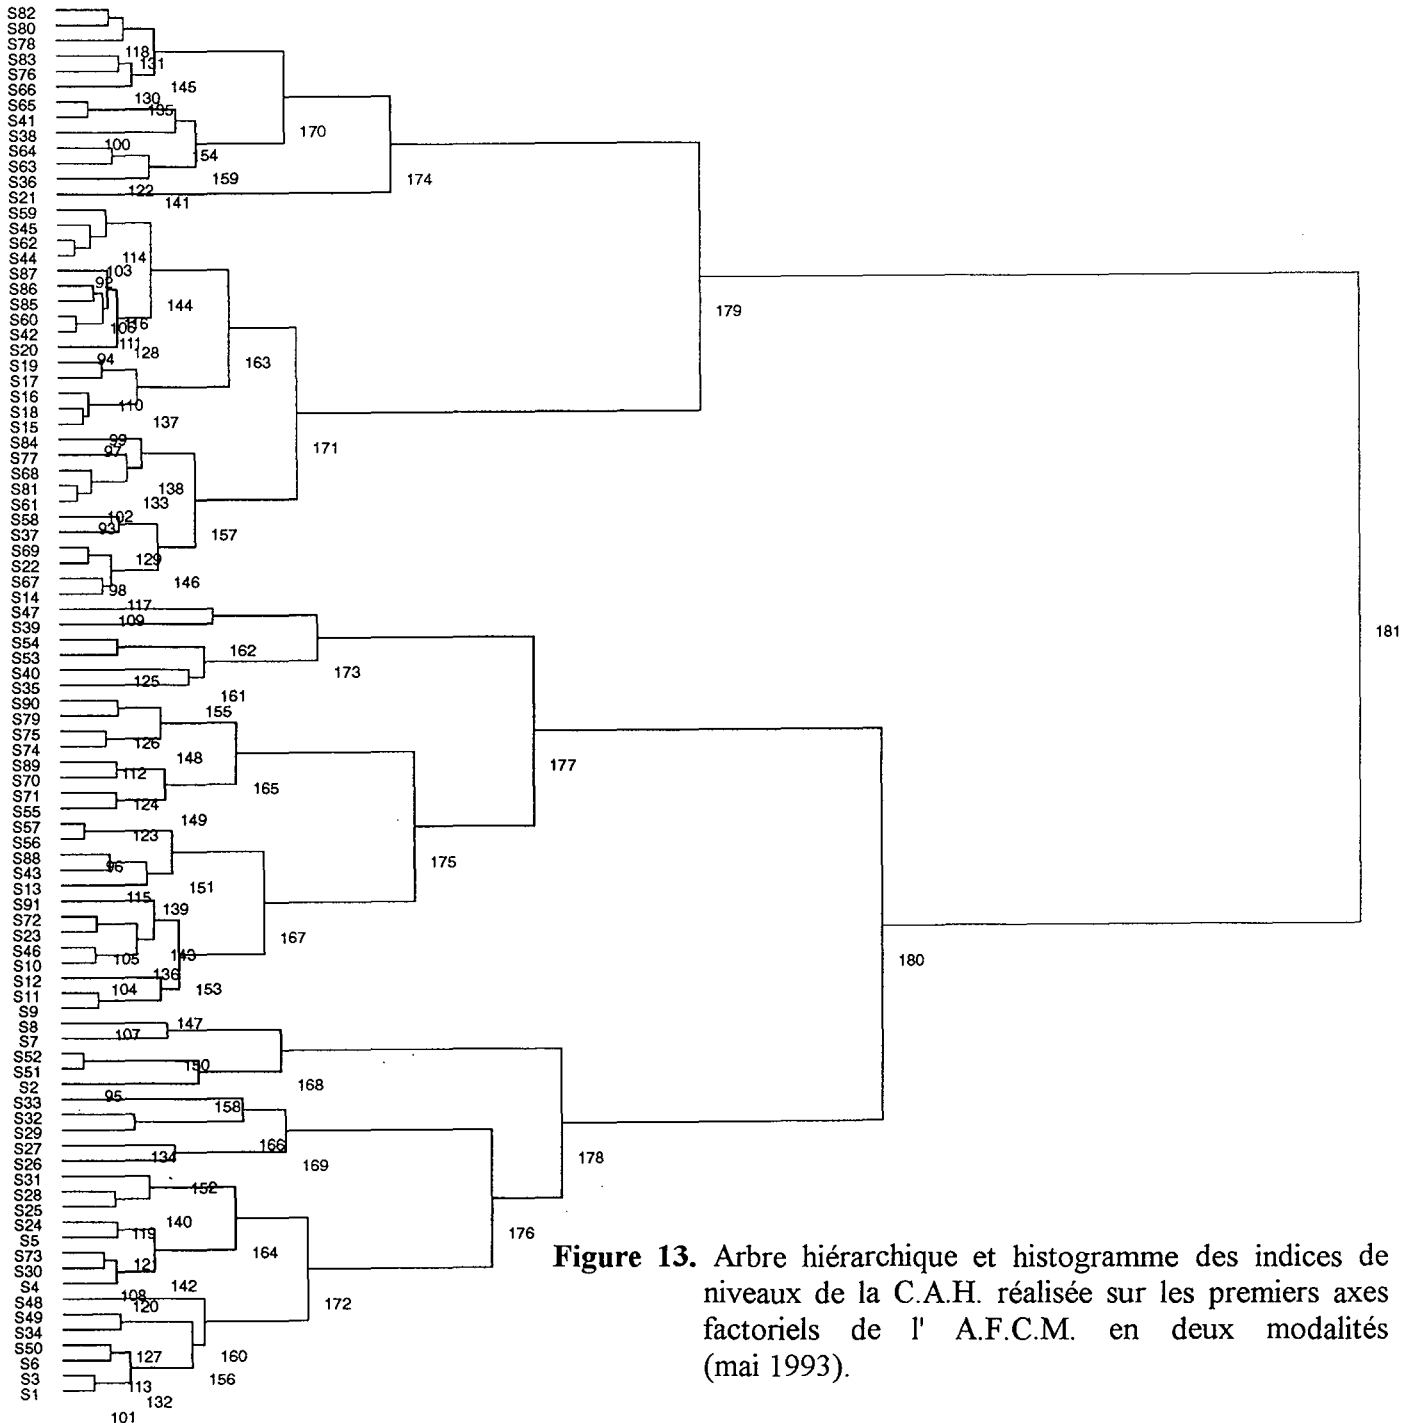 S82
S80
S78
118
S83
131
S76
S66
145
130
S65
135
S41
170
S38
100
S64
54
S63
159
174
S36
122
S21
141
S59
S45
S62
114
S44
103
S87
92
S86
144
S85
179
S60
106
116
S42
111
S20
128
94
163
S19
S17
S16
110
S18
137
S15
99
S84
97
171
S77
S68
138
S81
133
S61
102
S58
93
157
S37
S69
129
S22
146
S67
98
S14
117
S47
109
S39
181
S54
162
S53
173
S40
125
S35
161
S90
155
S79
S75
126
S74
148
177
S89
112
S70
165
S71
124
S55
149
S57
123
S56
S88
96
175
S43
S13
151
115
S91
139
S72
S23
167
S46
105
143
180
S10
136
S12
104
153
S11
S9
147
S8
107
S7
S52
150
S51
168
S2
95
S33
158
S32
S29
166
S27
134
178
S26
169
S31
152
S28
S25
140
S24
119
176
S5
164
S73
121
S30
142
S4
108
S48
120
172
S49
S34
S50
127
160
S6
156
S3
113
S1
132
101
Figure 13. Arbre hiérarchique et histogramme des indices de
niveaux de la C.A.H. réalisée sur les premiers axes
factoriels de l' A.F.C.M. en deux modalités
(mai 1993).